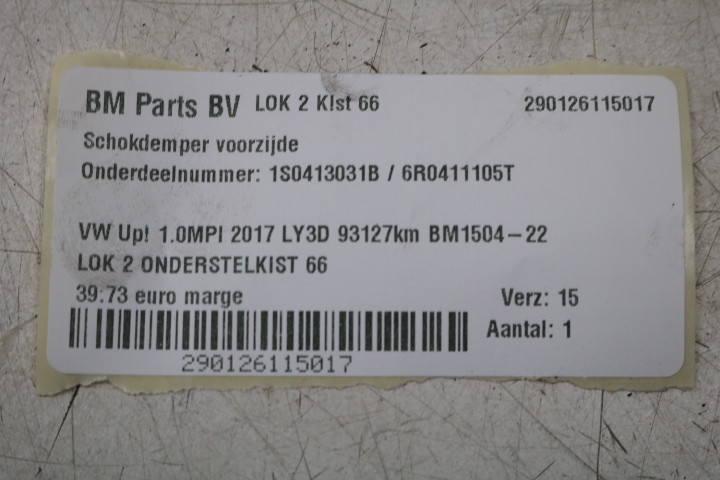 BM Parts BV LOK 2 Klst 66 290126115017
Schokdemper voorzijde
Onderdeelnummer: 1S0413031B / 6R0411105T
VW Up! 1.0MPI 2017 LY3D 93127km BM1504-22
LOK 2 ONDERSTELKIST 66
39:73 euro marge Verz: 15
Aantal: 1
290126115017